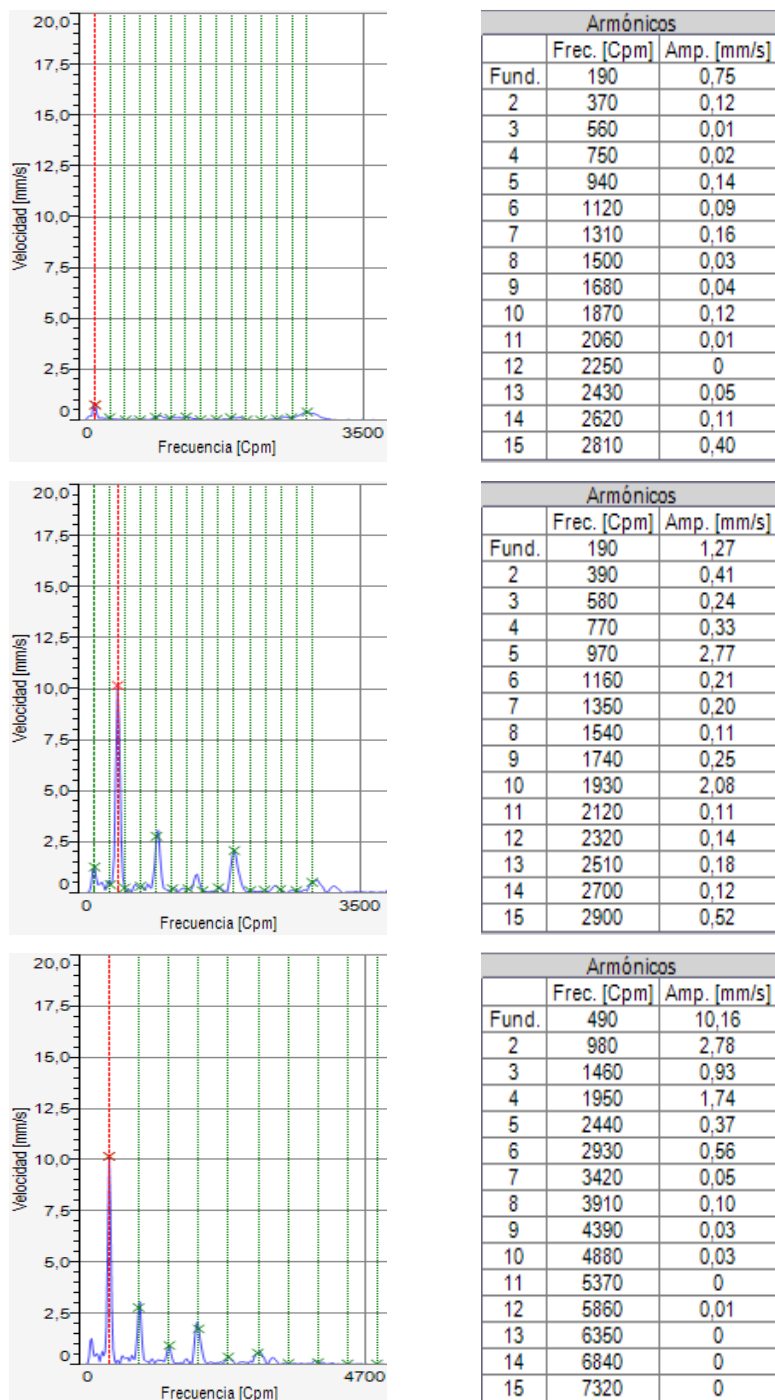 20,0
17,5
15,0
12,5
10,0
7,5
5,0
2,5
0
Velocidad [mm/s]
0 3500
Frecuencia [Cpm]
Armónicos
Frec. [Cpm] Amp. [mm/s]
Fund. 190 0,75
2 370 0,12
3 560 0,01
4 750 0,02
5 940 0,14
6 1120 0,09
7 1310 0,16
8 1500 0,03
9 1680 0,04
10 1870 0,12
11 2060 0,01
12 2250 0
13 2430 0,05
14 2620 0,11
15 2810 0,40
20,0
17,5
15,0
12,5
10,0
7,5
5,0
2,5
0
Velocidad [mm/s]
0 3500
Frecuencia [Cpm]
Armónicos
Frec. [Cpm] Amp. [mm/s]
Fund. 190 1,27
2 390 0,41
3 580 0,24
4 770 0,33
5 970 2,77
6 1160 0,21
7 1350 0,20
8 1540 0,11
9 1740 0,25
10 1930 2,08
11 2120 0,11
12 2320 0,14
13 2510 0,18
14 2700 0,12
15 2900 0,52
20,0
17,5
15,0
12,5
10,0
7,5
5,0
2,5
0
Velocidad [mm/s]
0 4700
Frecuencia [Cpm]
Armónicos
Frec. [Cpm] Amp. [mm/s]
Fund. 490 10,16
2 980 2,78
3 1460 0,93
4 1950 1,74
5 2440 0,37
6 2930 0,56
7 3420 0,05
8 3910 0,10
9 4390 0,03
10 4880 0,03
11 5370 0
12 5860 0,01
13 6350 0
14 6840 0
15 7320 0